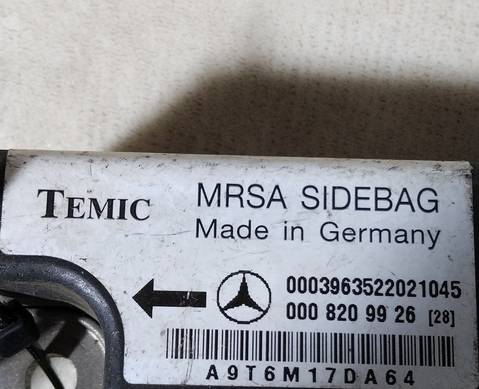 TEMIC
MRSA SIDEBAG
Made in Germany
0003963522021045
000 820 99 26 [28]
A9T6M17DA64